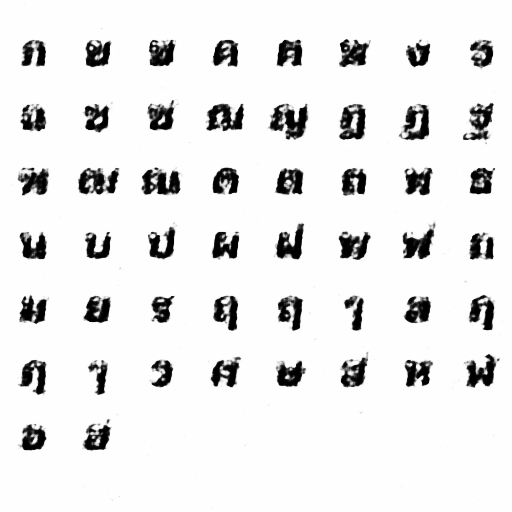 ก ข ฃ ค ฅ ฆ ง จ
ฉ ช ซ ฌ ญ ฎ ฏ ฐ
ฑ ฒ ณ ด ต ถ ท ธ
น บ ป ผ ฝ พ ฟ ภ
ม ย ร ฤ ฤ ๅ ล ฦ
ฦ ๅ ว ศ ษ ส ห ฬ
อ ฮ